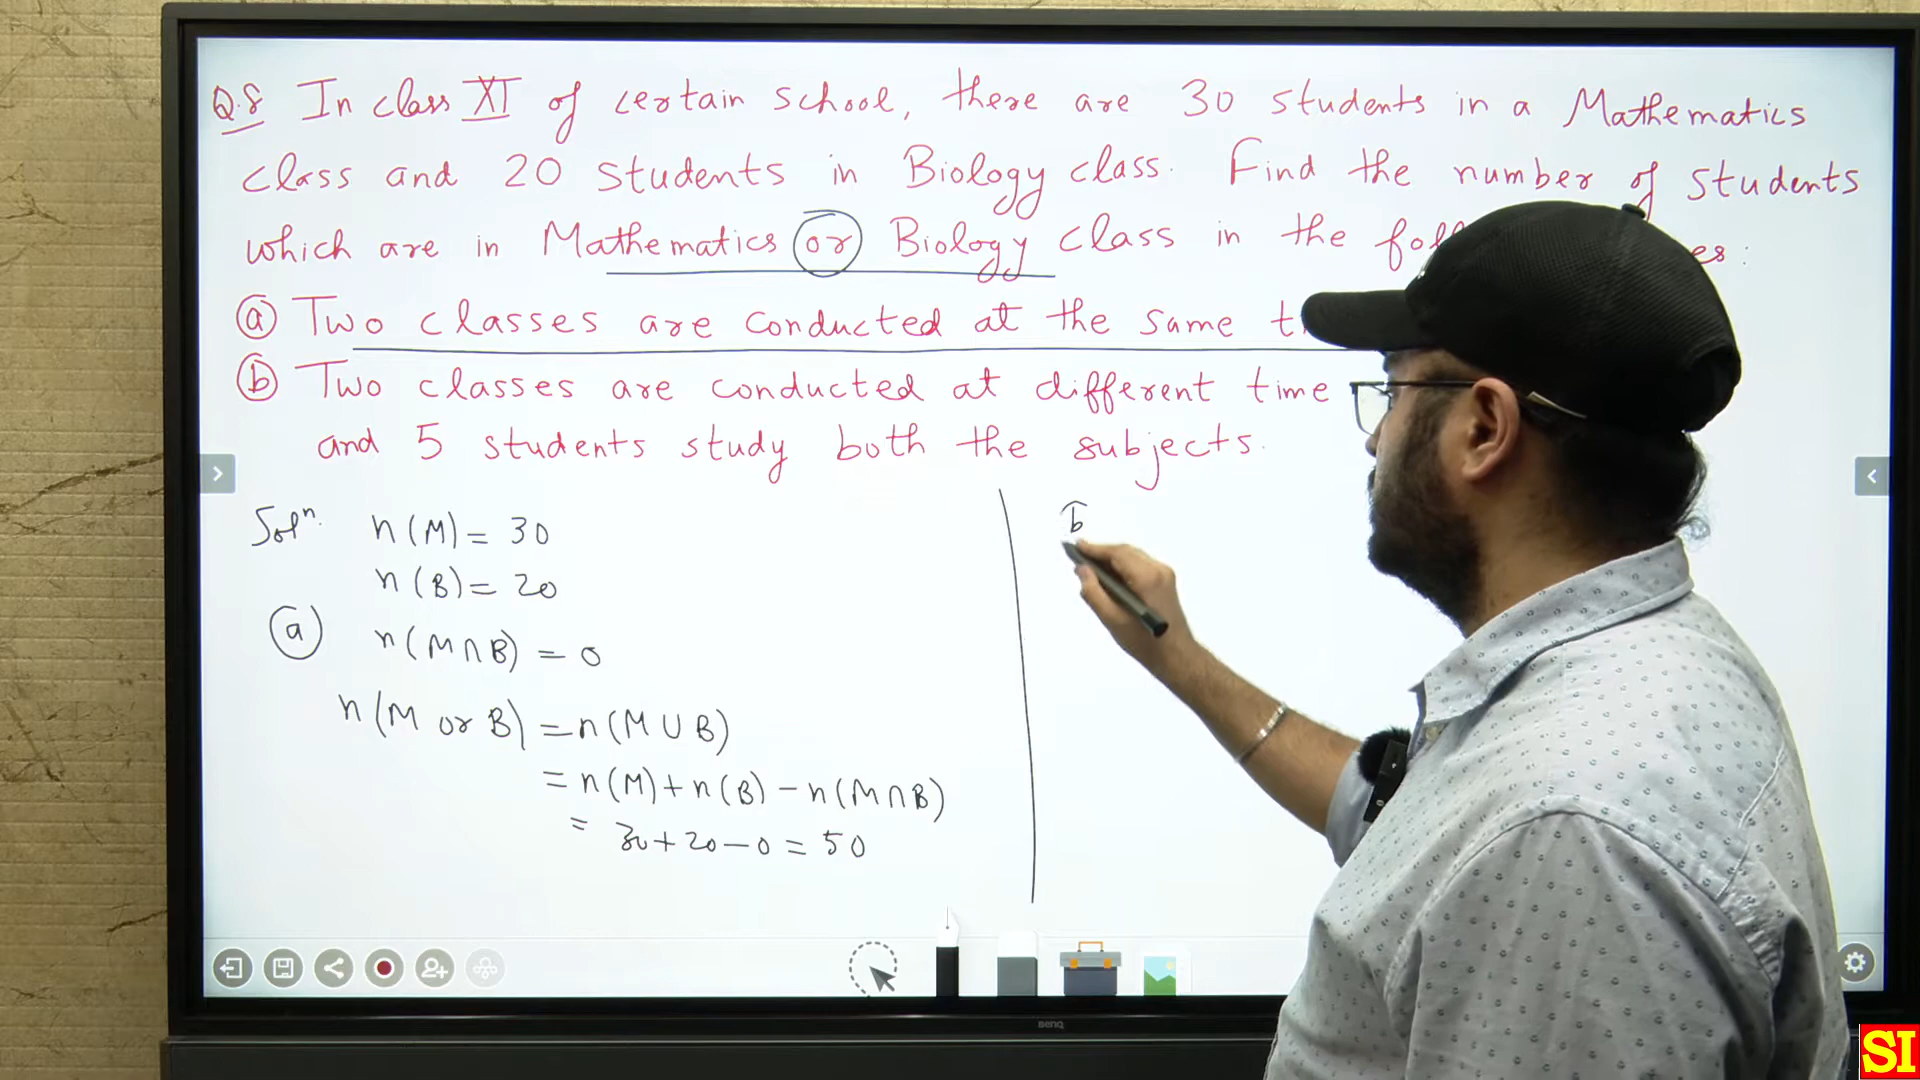 Q.8 In class XI of certain school, there are 30 students in a Mathematics
class and 20 students in Biology class. Find the number of students
which are in Mathematics or Biology class in the
(a) Two classes are conducted at the same
(b) Two classes are conducted at different time
and 5 students study both the subjects.
Solⁿ. n(M) = 30
n(B) = 20
(a) n(M∩B) = 0
n(M or B) = n(M∪B)
= n(M)+n(B)-n(M∩B)
= 30+20-0 = 50
b
BenQ
SI